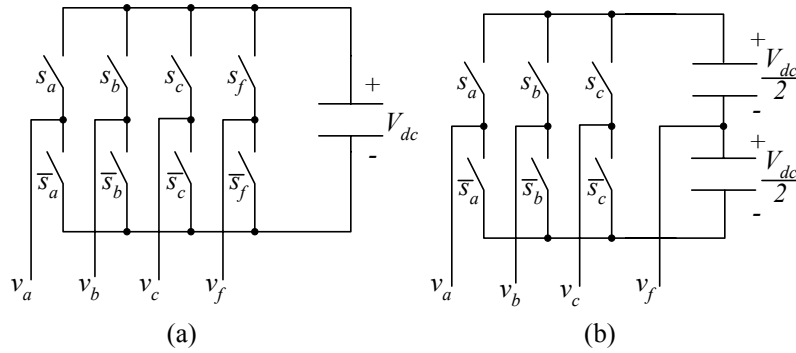 s_a s_b s_c s_f + V_dc -
s̅_a s̅_b s̅_c s̅_f
v_a v_b v_c v_f
(a)
s_a s_b s_c + V_dc/2 -
s̅_a s̅_b s̅_c + V_dc/2 -
v_a v_b v_c v_f
(b)